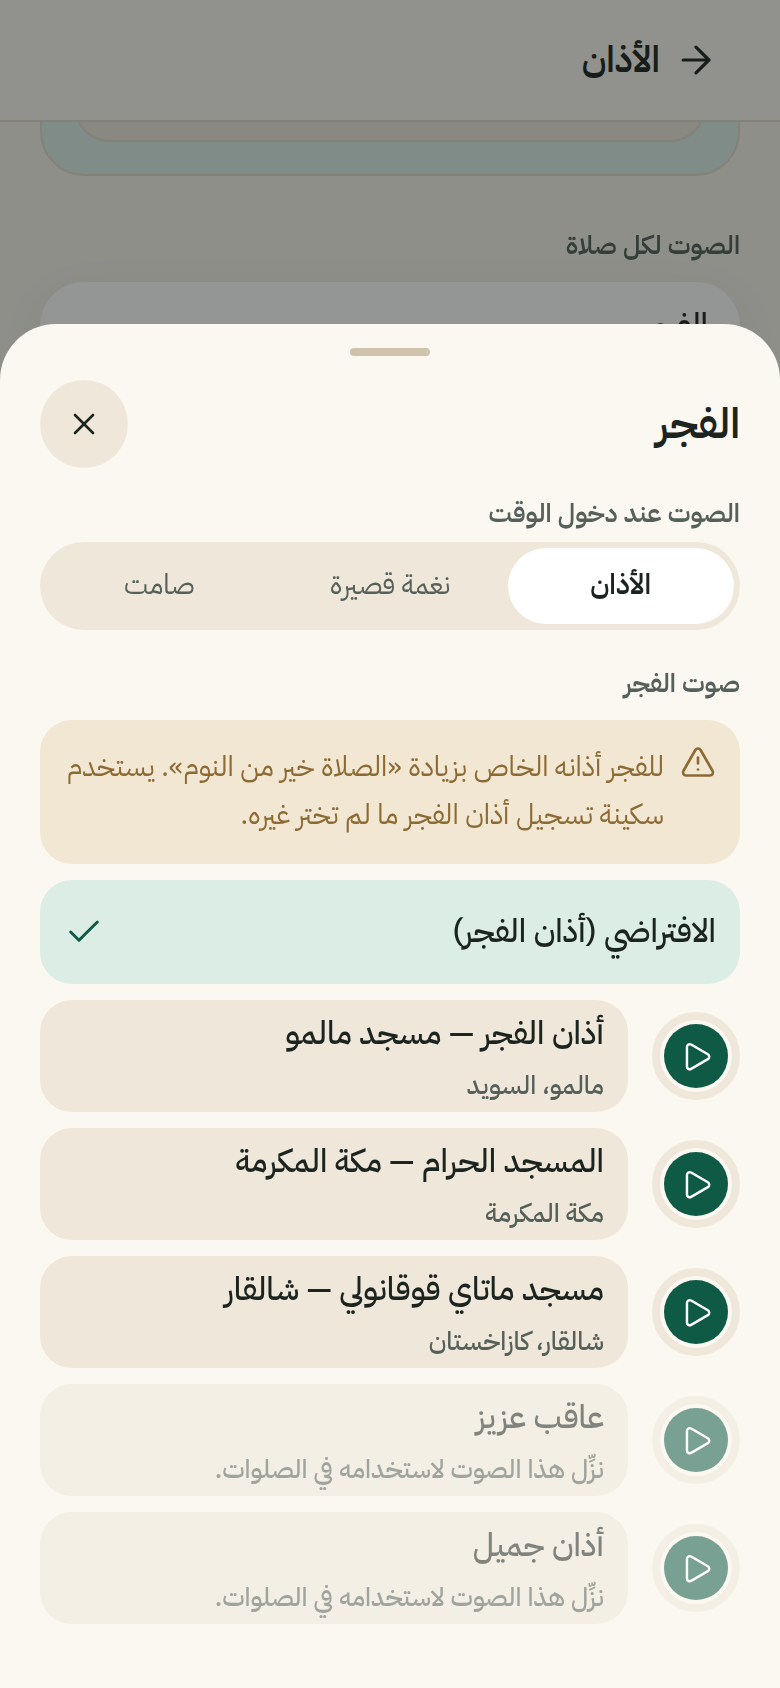 الأذان
الصوت لكل صلاة
الفجر
الفجر
الصوت عند دخول الوقت
الأذان
نغمة قصيرة
صامت
صوت الفجر
للفجر أذانه الخاص بزيادة «الصلاة خير من النوم». يستخدم
سكينة تسجيل أذان الفجر ما لم تختر غيره.
الافتراضي (أذان الفجر)
أذان الفجر — مسجد مالمو
مالمو، السويد
المسجد الحرام — مكة المكرمة
مكة المكرمة
مسجد ماتاي قوقانولي — شالقار
شالقار، كازاخستان
عاقب عزيز
نزِّل هذا الصوت لاستخدامه في الصلوات.
أذان جميل
نزِّل هذا الصوت لاستخدامه في الصلوات.